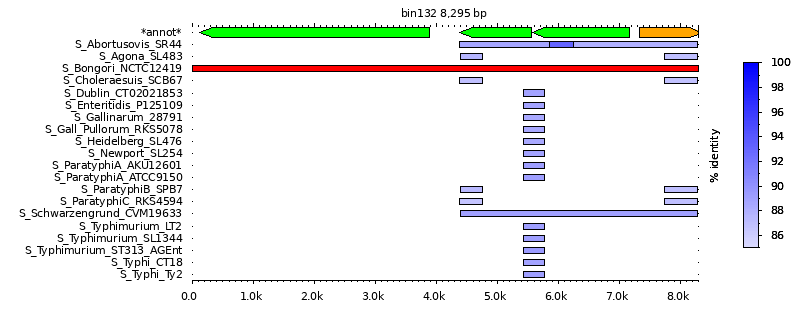 bin132 8,295 bp
*annot*
S_Abortusovis_SR44
S_Agona_SL483
S_Bongori_NCTC12419
S_Choleraesuis_SCB67
S_Dublin_CT02021853
S_Enteritidis_P125109
S_Gallinarum_28791
S_Gall_Pullorum_RKS5078
S_Heidelberg_SL476
S_Newport_SL254
S_ParatyphiA_AKU12601
S_ParatyphiA_ATCC9150
S_ParatyphiB_SPB7
S_ParatyphiC_RKS4594
S_Schwarzengrund_CVM19633
S_Typhimurium_LT2
S_Typhimurium_SL1344
S_Typhimurium_ST313_AGEnt
S_Typhi_CT18
S_Typhi_Ty2
0.0 1.0k 2.0k 3.0k 4.0k 5.0k 6.0k 7.0k 8.0k
100
98
96
94
92
90
88
86
% identity